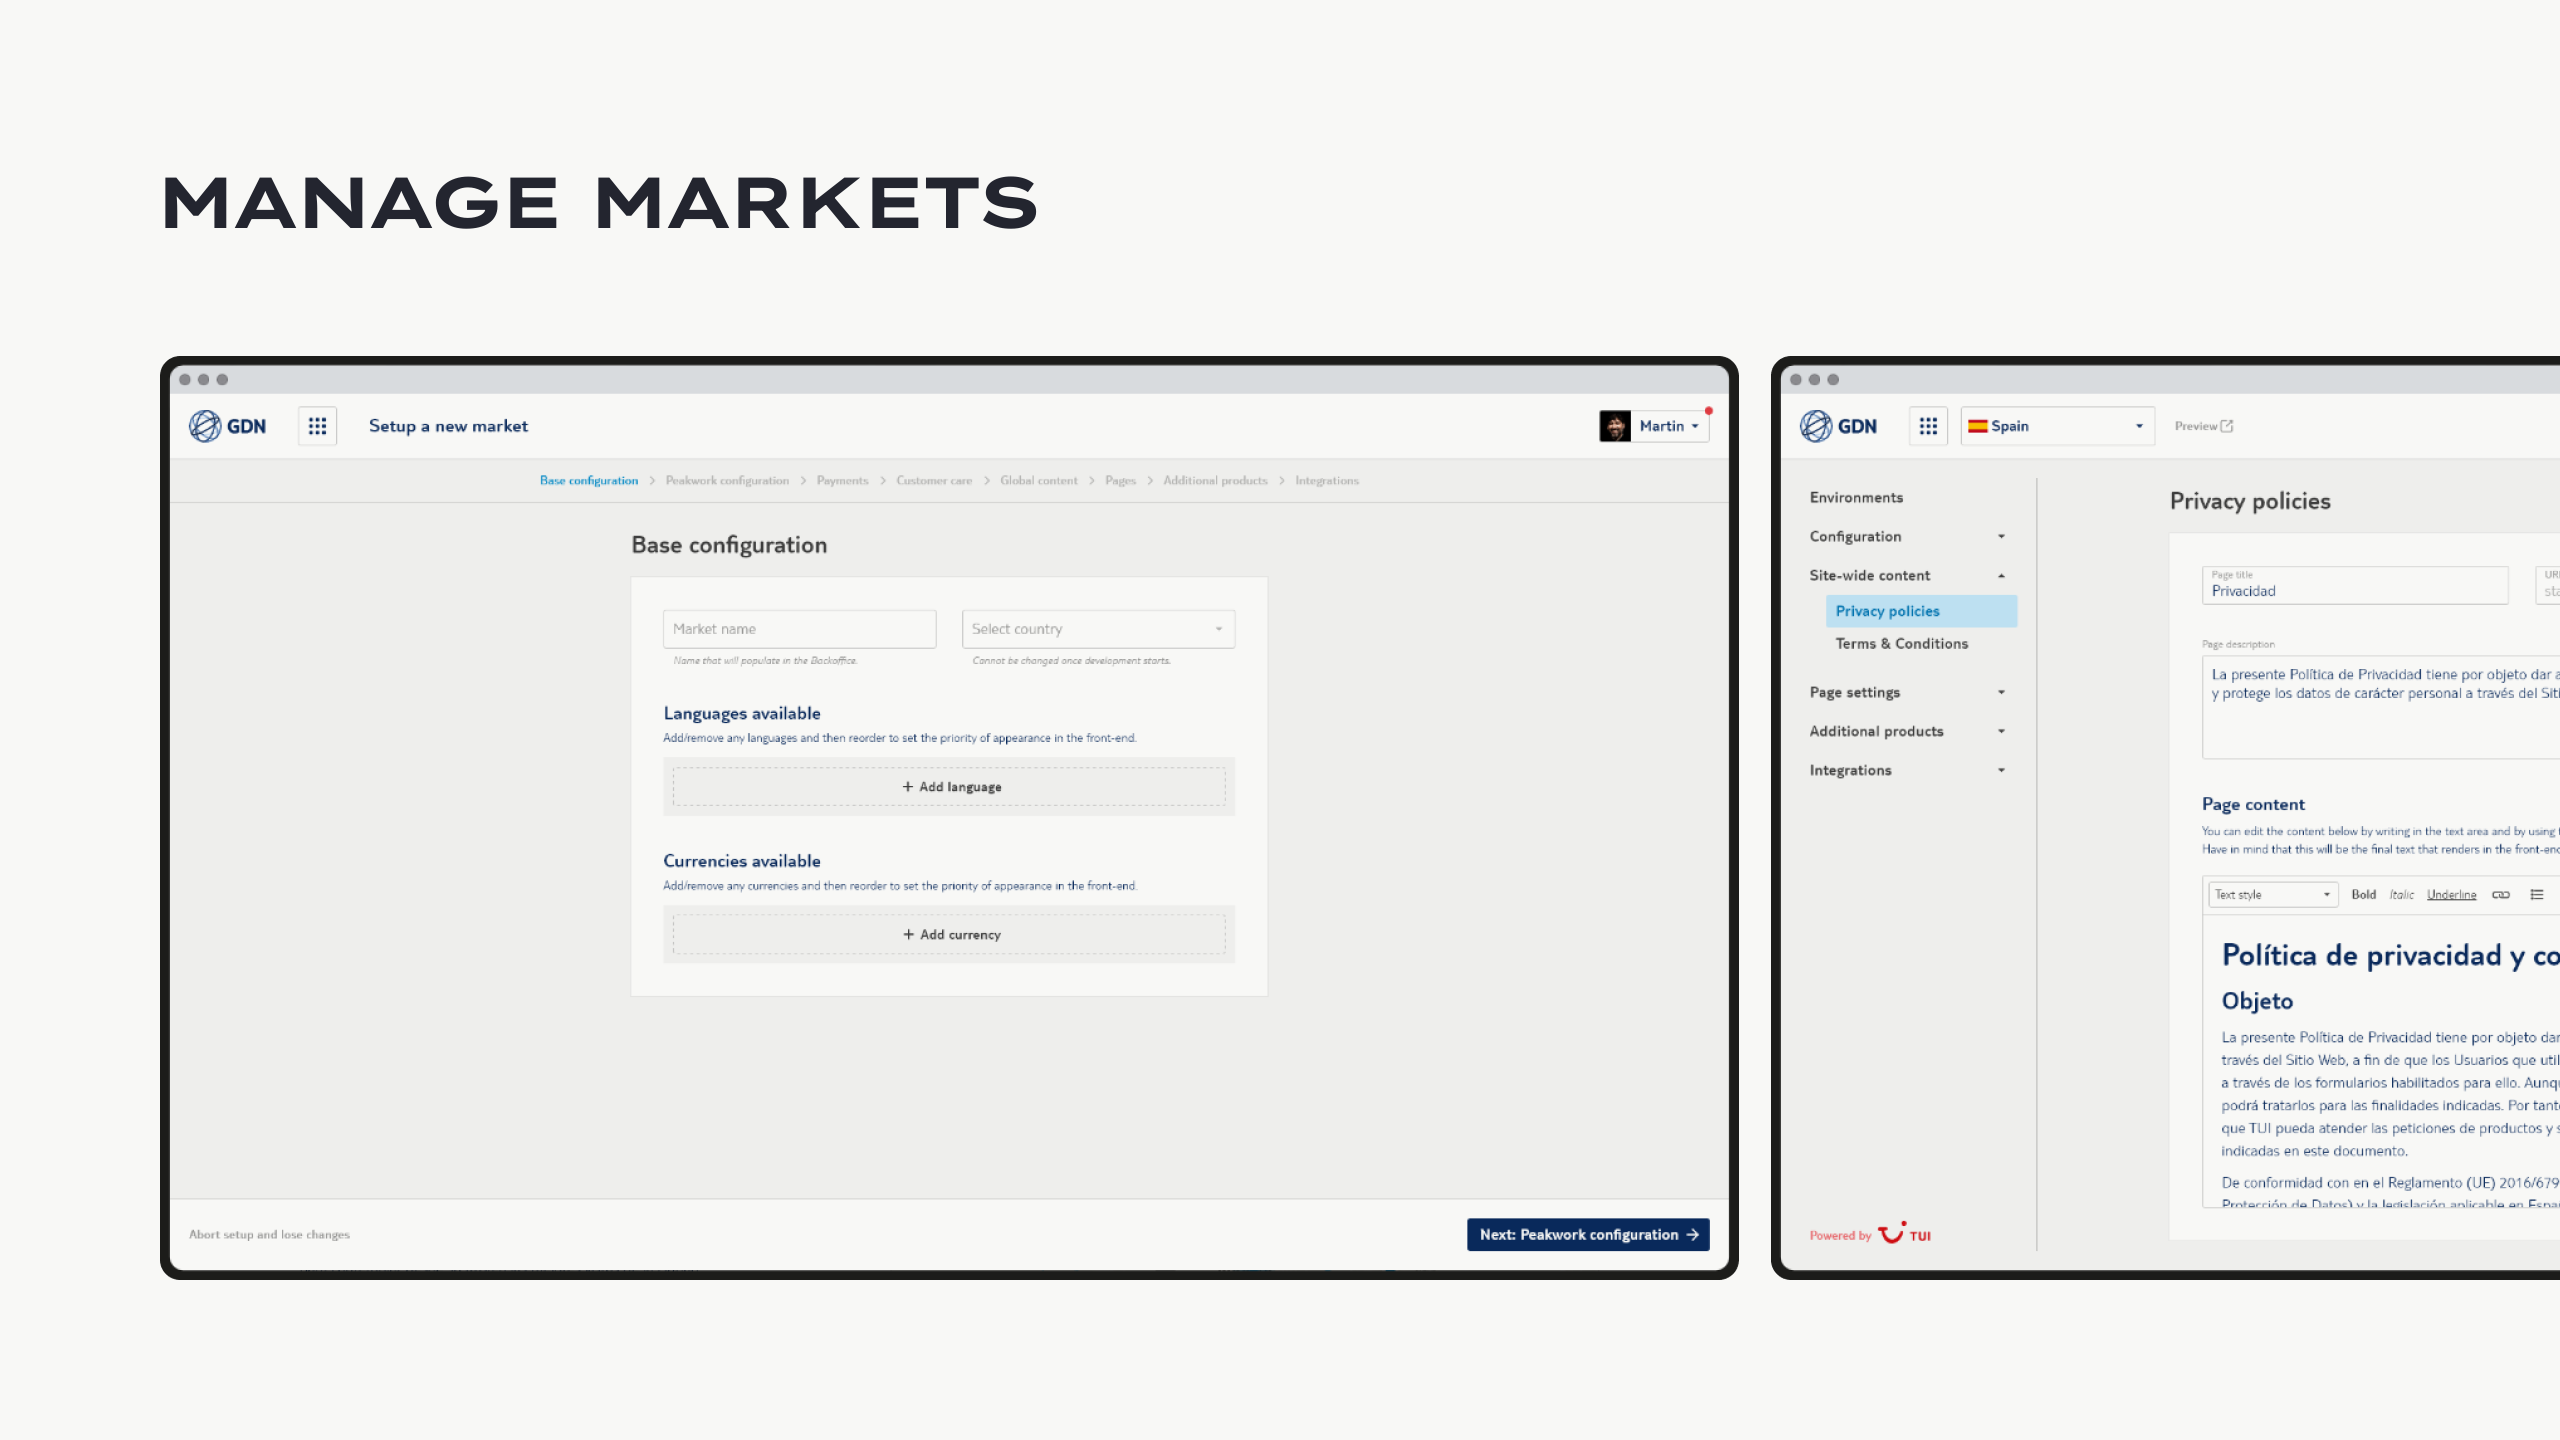 MANAGE MARKETS
GDN
Setup a new market
Martin
Base configuration > Peakwork configuration > Payments > Customer care > Global content > Pages > Additional products > Integrations
Base configuration
Market name
Select country
Name that will populate in the Backoffice.
Cannot be changed once development starts.
Languages available
Add/remove any languages and then reorder to set the priority of appearance in the front-end.
+ Add language
Currencies available
Add/remove any currencies and then reorder to set the priority of appearance in the front-end.
+ Add currency
Abort setup and lose changes
Next: Peakwork configuration →
GDN
Spain
Preview
Environments
Configuration
Site-wide content
Privacy policies
Terms & Conditions
Page settings
Additional products
Integrations
Powered by TUI
Privacy policies
Page title
Privacidad
Page description
La presente Política de Privacidad tiene por objeto dar
y protege los datos de carácter personal a través del
Page content
You can edit the content below by writing in the text area and by using
Have in mind that this will be the final text that renders in the
Text style
Bold Italic Underline
Política de privacidad y
Objeto
La presente Política de Privacidad tiene por objeto
través del Sitio Web, a fin de que los Usuarios que
a través de los formularios habilitados para ello.
podrá tratarlos para las finalidades indicadas. Por
que TUI pueda atender las peticiones de productos y
indicadas en este documento.
De conformidad con en el Reglamento (UE) 2016/679
Protección de Datos) y la legislación aplicable en